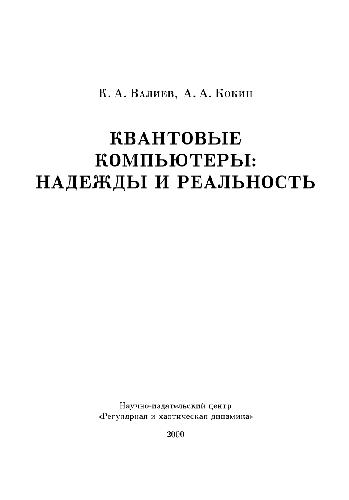 К. А. Валиев, А. А. Кокин
КВАНТОВЫЕ
КОМПЬЮТЕРЫ:
НАДЕЖДЫ И РЕАЛЬНОСТЬ
Научно-издательский центр
«Регулярная и хаотическая динамика»
2000